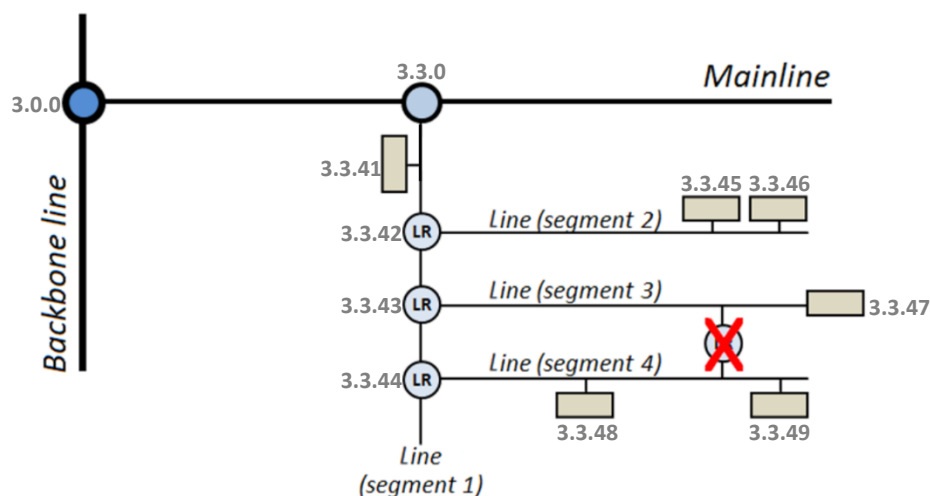 3.3.0
Mainline
3.0.0
3.3.41
Backbone line
3.3.45
3.3.46
3.3.42
LR
Line (segment 2)
3.3.43
LR
Line (segment 3)
3.3.47
3.3.44
LR
Line (segment 4)
3.3.48
3.3.49
Line
(segment 1)